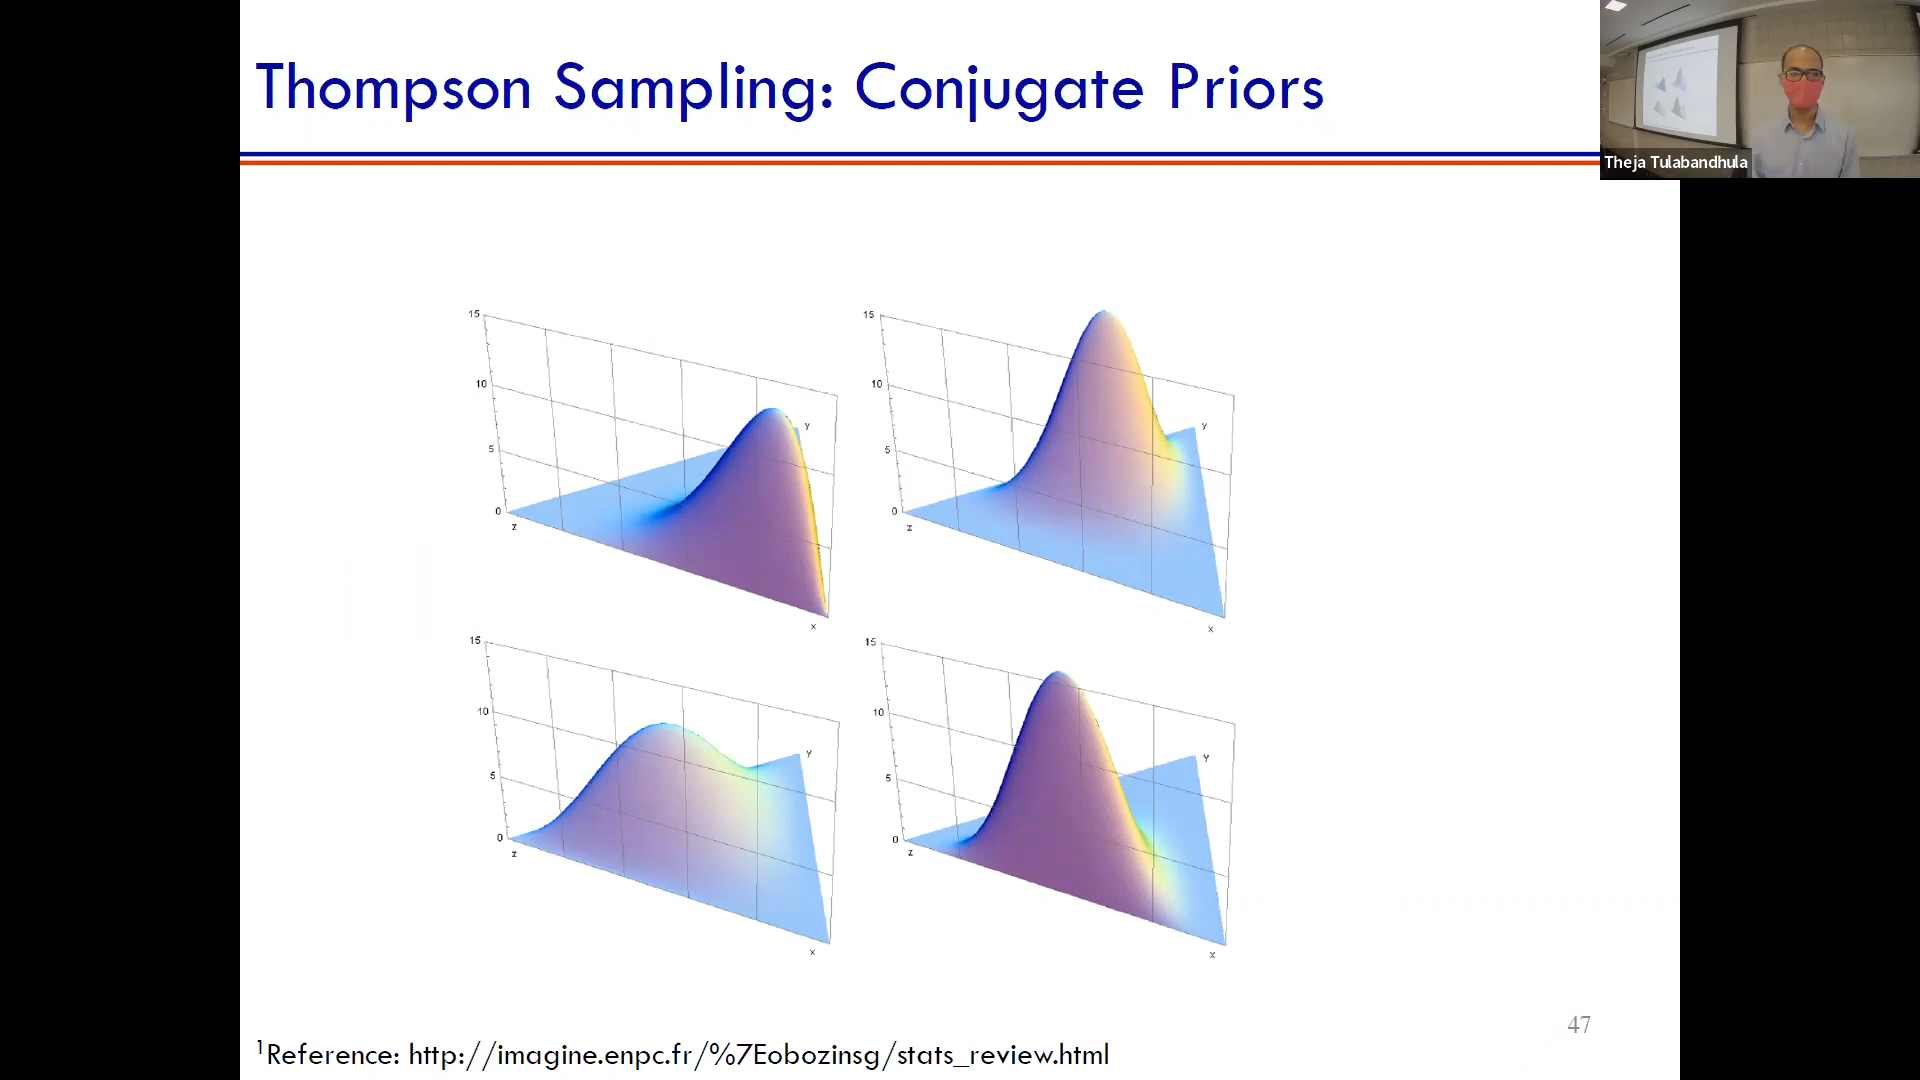 Thompson Sampling: Conjugate Priors
Theja Tulabandhula
15
10
5
0
z
y
x
15
10
5
0
z
y
x
15
10
5
0
z
y
x
15
10
5
0
z
y
x
47
1Reference: http://imagine.enpc.fr/%7Eobozinsg/stats_review.html